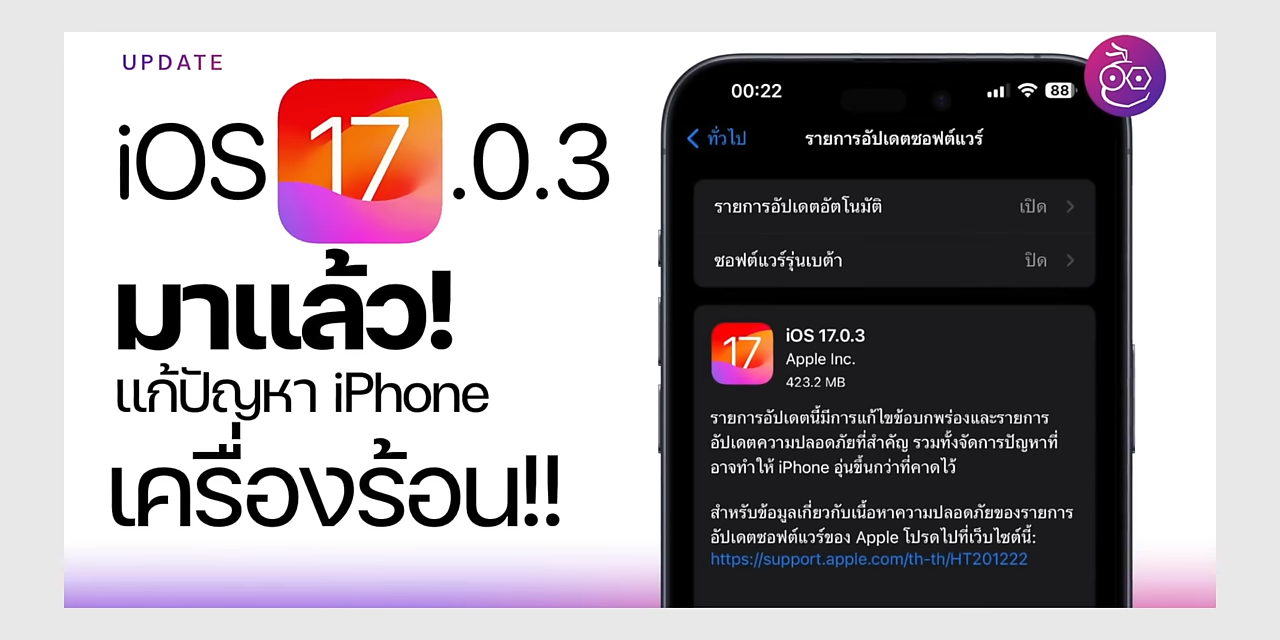 UPDATE
iOS 17 .0.3
มาแล้ว!
แก้ปัญหา iPhone
เครื่องร้อน!!
00:22
88
ทั่วไป
รายการอัปเดตซอฟต์แวร์
รายการอัปเดตอัตโนมัติ
เปิด
ซอฟต์แวร์รุ่นเบต้า
ปิด
17
iOS 17.0.3
Apple Inc.
423.2 MB
รายการอัปเดตนี้มีการแก้ไขข้อบกพร่องและรายการ
อัปเดตความปลอดภัยที่สำคัญ รวมทั้งจัดการปัญหาที่
อาจทำให้ iPhone อุ่นขึ้นกว่าที่คาดไว้
สำหรับข้อมูลเกี่ยวกับเนื้อหาความปลอดภัยของรายการ
อัปเดตซอฟต์แวร์ของ Apple โปรดไปที่เว็บไซต์นี้:
https://support.apple.com/th-th/HT201222